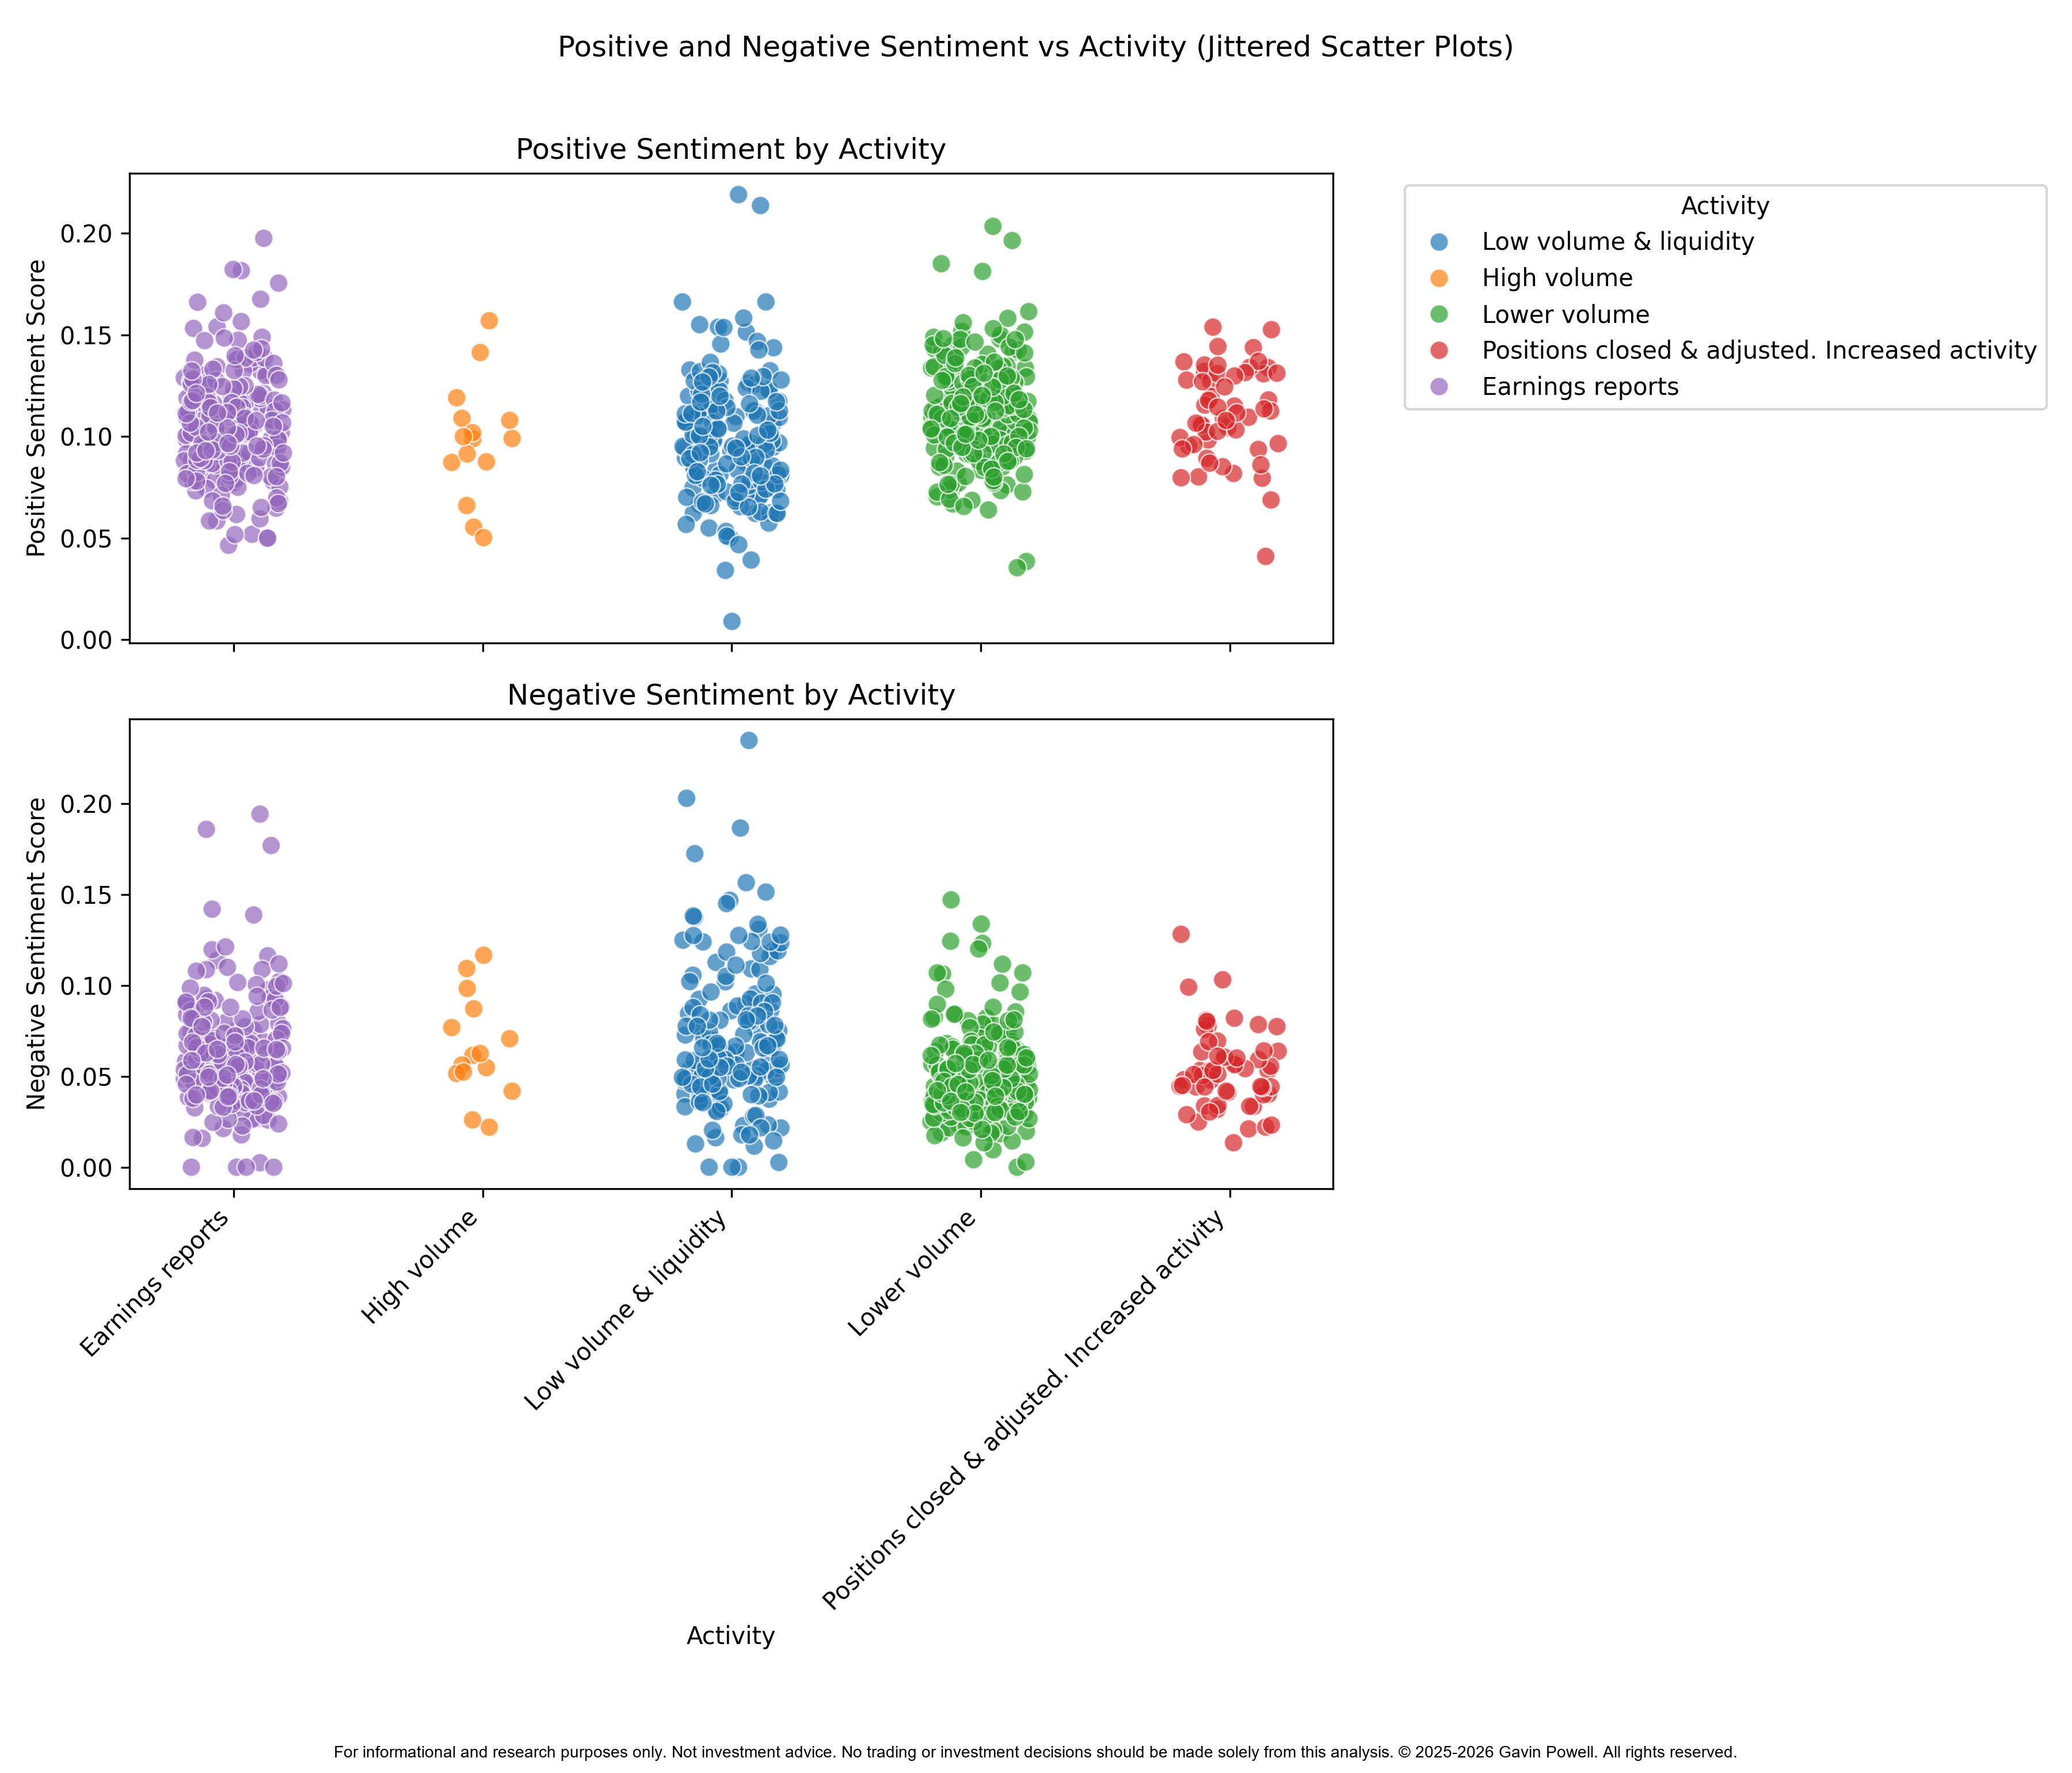 Positive and Negative Sentiment vs Activity (Jittered Scatter Plots)
Positive Sentiment by Activity
Positive Sentiment Score
0.20
0.15
0.10
0.05
0.00
Activity
Low volume & liquidity
High volume
Lower volume
Positions closed & adjusted. Increased activity
Earnings reports
Negative Sentiment by Activity
Negative Sentiment Score
0.20
0.15
0.10
0.05
0.00
Earnings reports
High volume
Low volume & liquidity
Lower volume
Positions closed & adjusted. Increased activity
Activity
For informational and research purposes only. Not investment advice. No trading or investment decisions should be made solely from this analysis. © 2025-2026 Gavin Powell. All rights reserved.